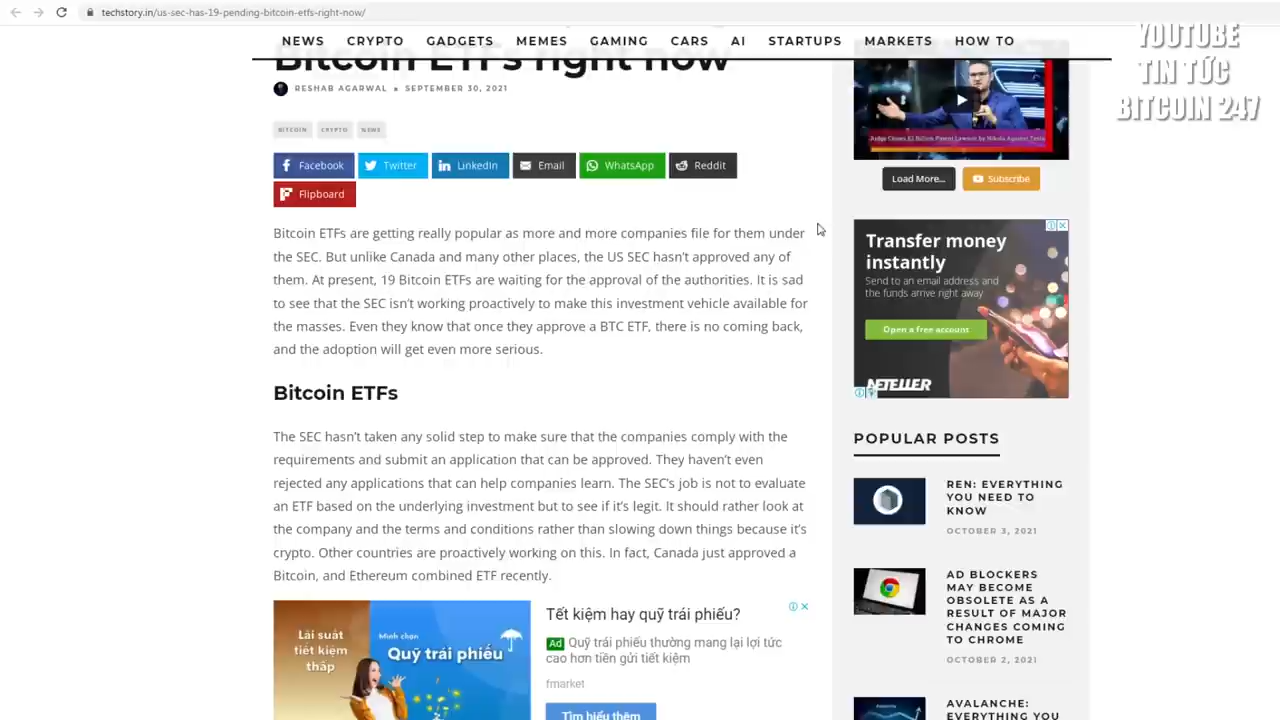 techstory.in/us-sec-has-19-pending-bitcoin-etfs-right-now/
YOUTUBE
TIN TỨC
BITCOIN 247
NEWS CRYPTO GADGETS MEMES GAMING CARS AI STARTUPS MARKETS HOW TO
Bitcoin ETFs right now
RESHAB AGARWAL SEPTEMBER 30, 2021
BITCOIN CRYPTO NEWS
Facebook Twitter LinkedIn Email WhatsApp Reddit
Flipboard
Bitcoin ETFs are getting really popular as more and more companies file for them under
the SEC. But unlike Canada and many other places, the US SEC hasn't approved any of
them. At present, 19 Bitcoin ETFs are waiting for the approval of the authorities. It is sad
to see that the SEC isn't working proactively to make this investment vehicle available for
the masses. Even they know that once they approve a BTC ETF, there is no coming back,
and the adoption will get even more serious.
Bitcoin ETFs
The SEC hasn't taken any solid step to make sure that the companies comply with the
requirements and submit an application that can be approved. They haven't even
rejected any applications that can help companies learn. The SEC's job is not to evaluate
an ETF based on the underlying investment but to see if it's legit. It should rather look at
the company and the terms and conditions rather than slowing down things because it's
crypto. Other countries are proactively working on this. In fact, Canada just approved a
Bitcoin, and Ethereum combined ETF recently.
Lãi suất
tiết kiệm
thấp
mình chọn
Quỹ trái phiếu
Tết kiệm hay quỹ trái phiếu?
Ad Quỹ trái phiếu thường mang lại lợi tức
cao hơn tiền gửi tiết kiệm
fmarket
Tìm hiểu thêm
Judge Closes $2 Billion Patent Lawsuit by Nikola Against Tesla
Load More... Subscribe
Transfer money
instantly
Send to an email address and
the funds arrive right away
Open a free account
NETELLER
POPULAR POSTS
REN: EVERYTHING
YOU NEED TO
KNOW
OCTOBER 3, 2021
AD BLOCKERS
MAY BECOME
OBSOLETE AS A
RESULT OF MAJOR
CHANGES COMING
TO CHROME
OCTOBER 2, 2021
AVALANCHE:
EVERYTHING YOU